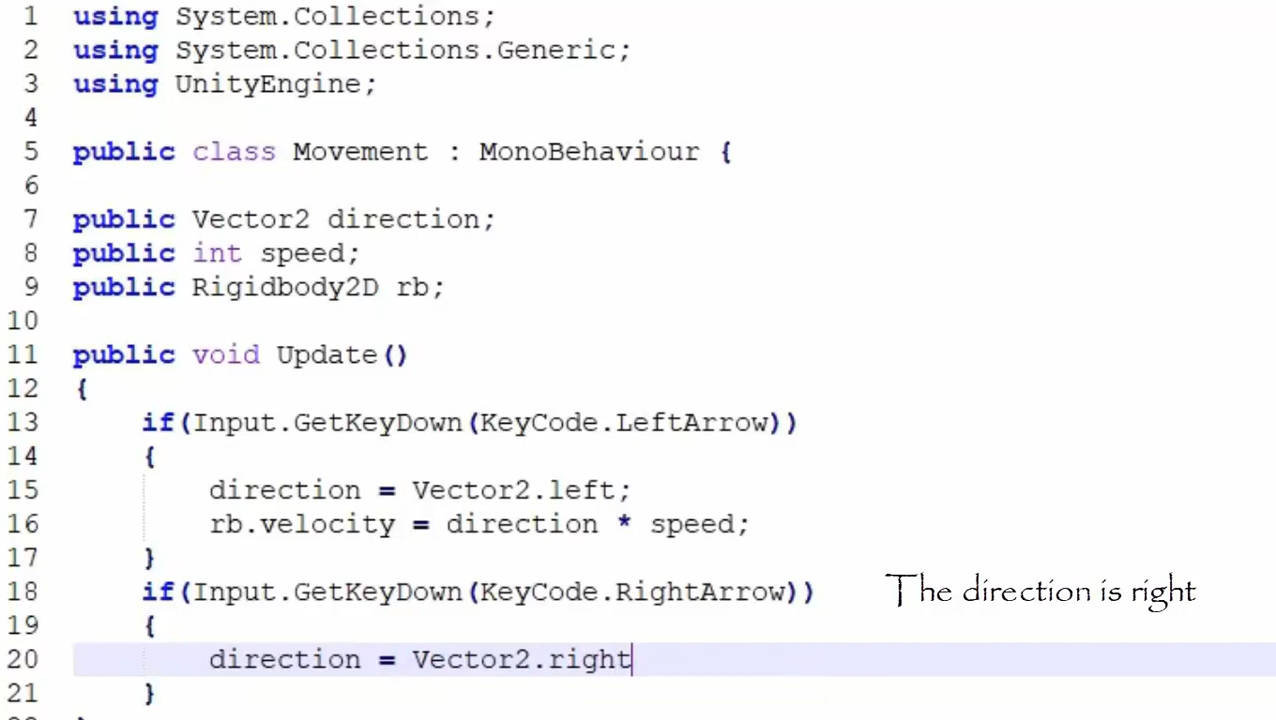 1 using System.Collections;
2 using System.Collections.Generic;
3 using UnityEngine;
4
5 public class Movement : MonoBehaviour {
6
7 public Vector2 direction;
8 public int speed;
9 public Rigidbody2D rb;
10
11 public void Update()
12 {
13     if(Input.GetKeyDown(KeyCode.LeftArrow))
14     {
15         direction = Vector2.left;
16         rb.velocity = direction * speed;
17     }
18     if(Input.GetKeyDown(KeyCode.RightArrow)) The direction is right
19     {
20         direction = Vector2.right
21     }